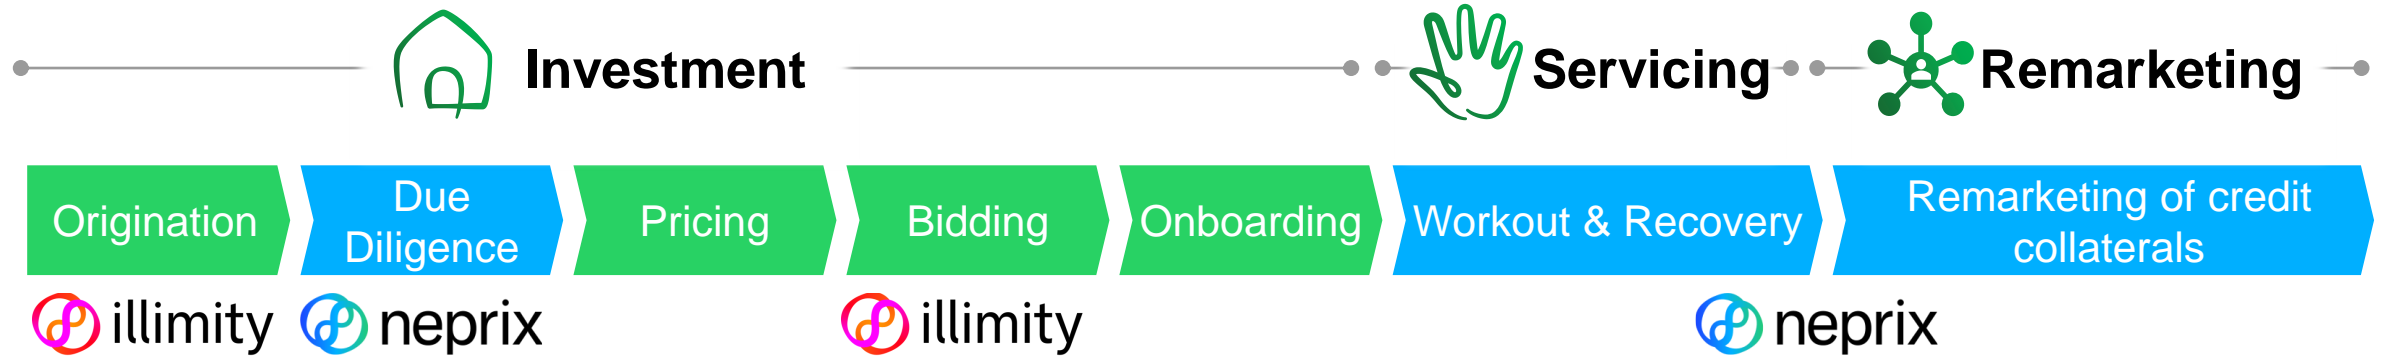 Investment
Servicing
Remarketing
Origination
Due
Diligence
Pricing
Bidding
Onboarding
Workout & Recovery
Remarketing of credit
collaterals
illimity
neprix
illimity
neprix